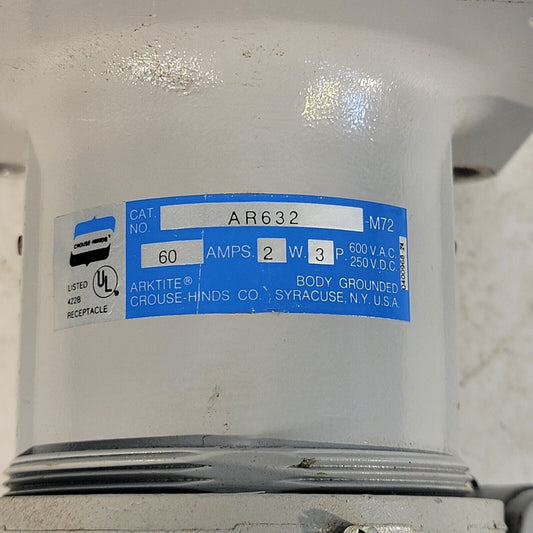 CROUSE-HINDS
LISTED
422B
RECEPTACLE
UL
CAT. NO. AR632 -M72
60 AMPS. 2 W. 3 P. 600 V.A.C. 250 V.D.C.
ARKTITE® BODY GROUNDED
CROUSE-HINDS CO., SYRACUSE, N.Y. U.S.A.